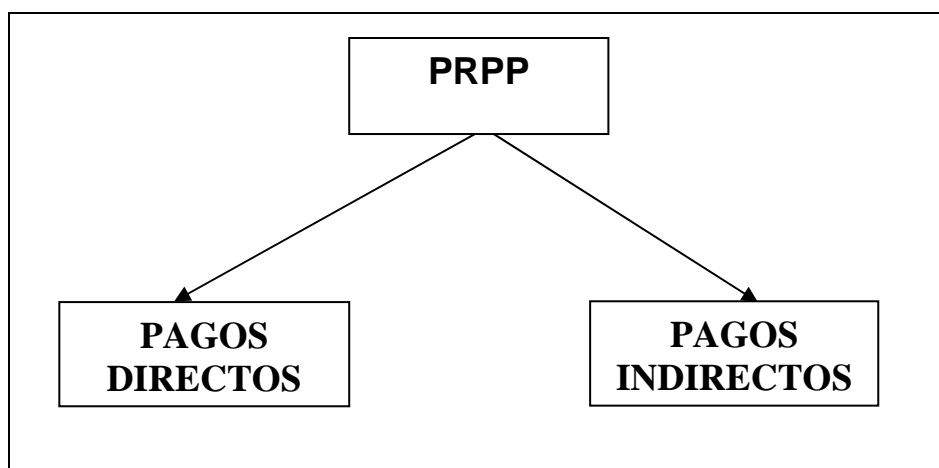 PRPP
PAGOS
DIRECTOS
PAGOS
INDIRECTOS